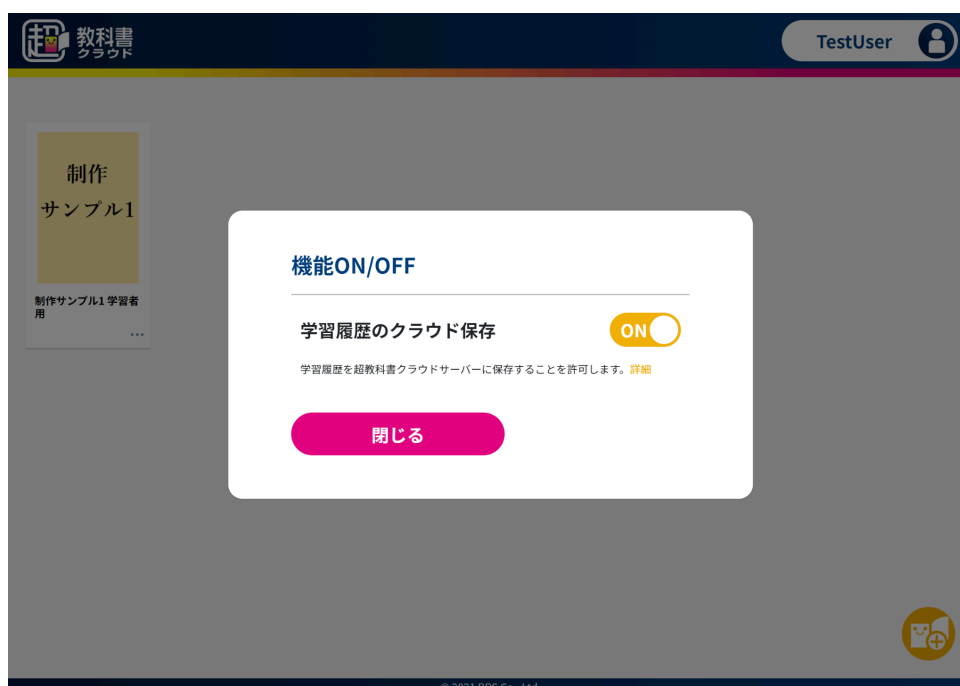 超 教科書
クラウド
TestUser
制作
サンプル1
制作サンプル1 学習者
用
…
機能ON/OFF
学習履歴のクラウド保存
ON
学習履歴を超教科書クラウドサーバーに保存することを許可します。詳細
閉じる